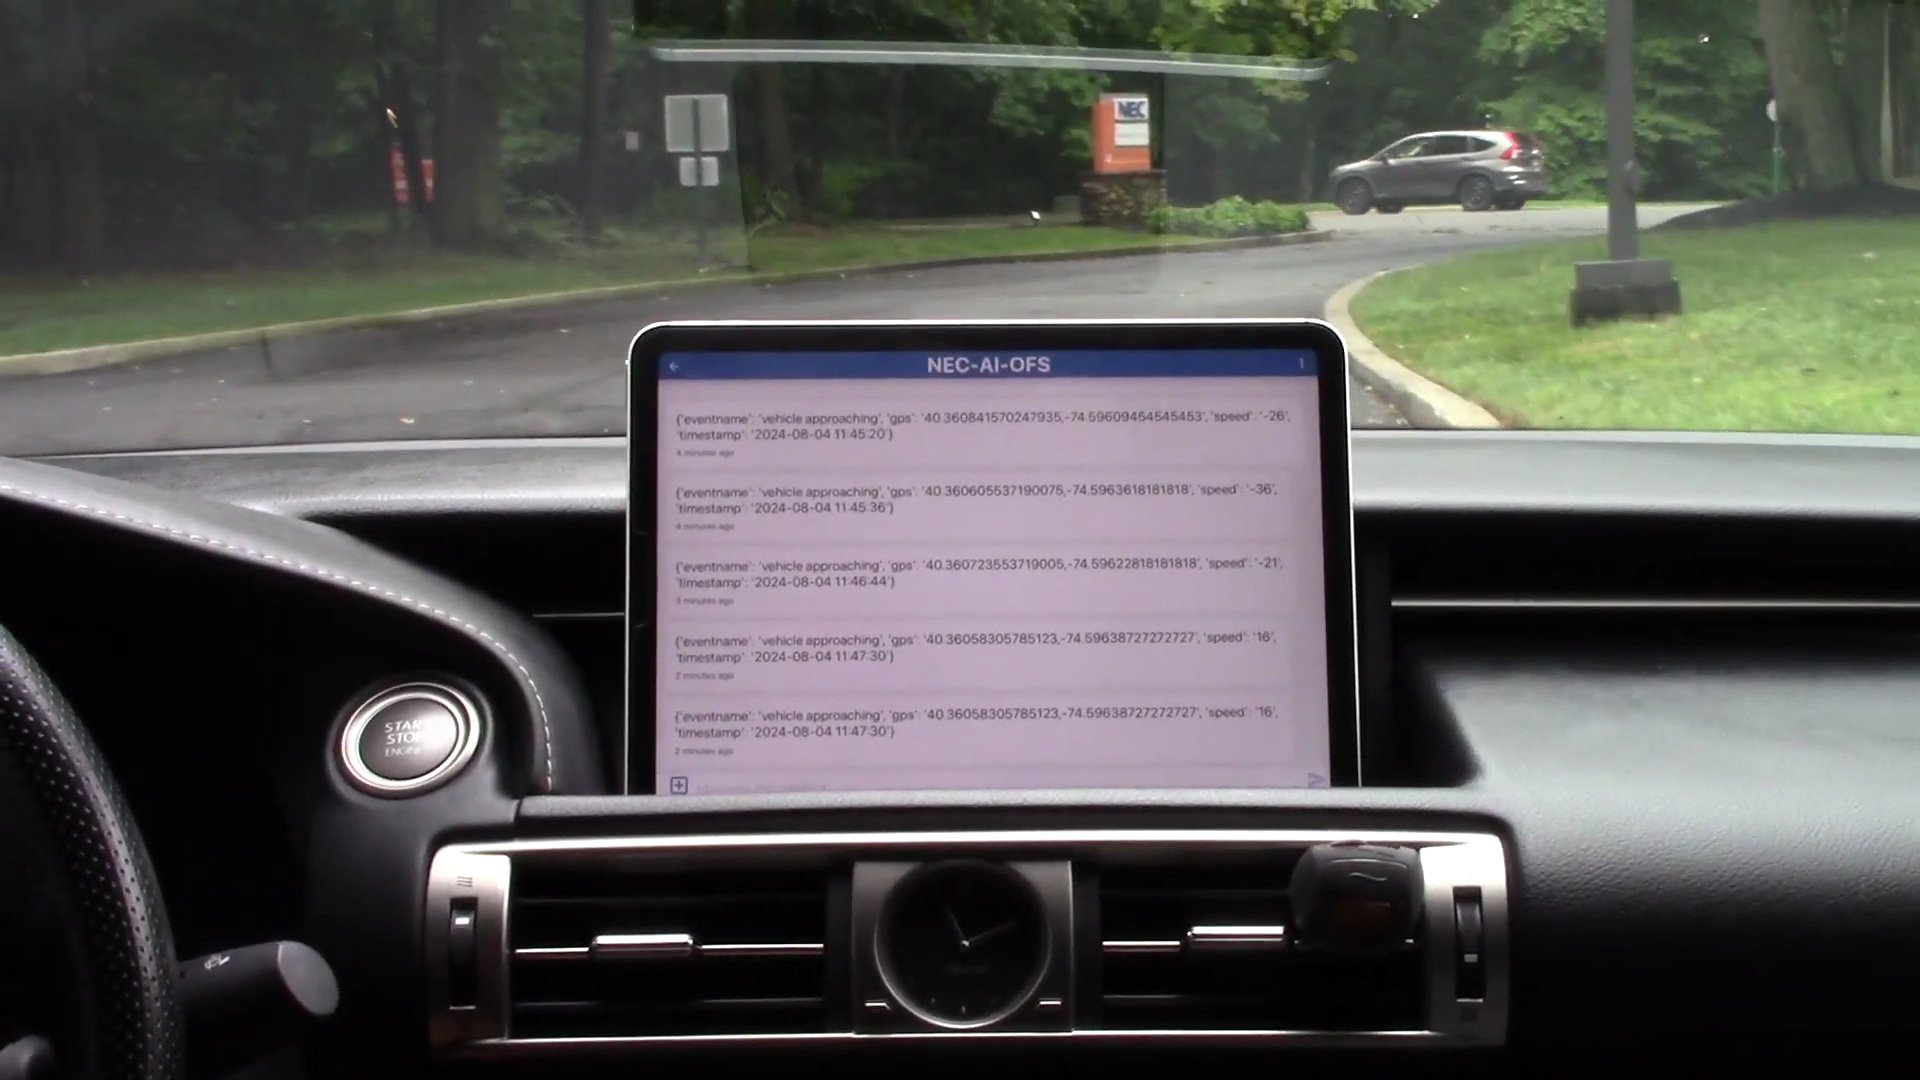 NEC
NEC-AI-OFS
{'eventname': 'vehicle approaching', 'gps': '40.360841570247935,-74.59609454545453', 'speed': '-26',
'timestamp': '2024-08-04 11:45:20'}
4 minutes ago
{'eventname': 'vehicle approaching', 'gps': '40.360605537190075,-74.5963618181818', 'speed': '-36',
'timestamp': '2024-08-04 11:45:36'}
4 minutes ago
{'eventname': 'vehicle approaching', 'gps': '40.360723553719005,-74.59622818181818', 'speed': '-21',
'timestamp': '2024-08-04 11:46:44'}
3 minutes ago
{'eventname': 'vehicle approaching', 'gps': '40.36058305785123,-74.59638727272727', 'speed': '16',
'timestamp': '2024-08-04 11:47:30'}
2 minutes ago
{'eventname': 'vehicle approaching', 'gps': '40.36058305785123,-74.59638727272727', 'speed': '16',
'timestamp': '2024-08-04 11:47:30'}
2 minutes ago
START
STOP
ENGINE